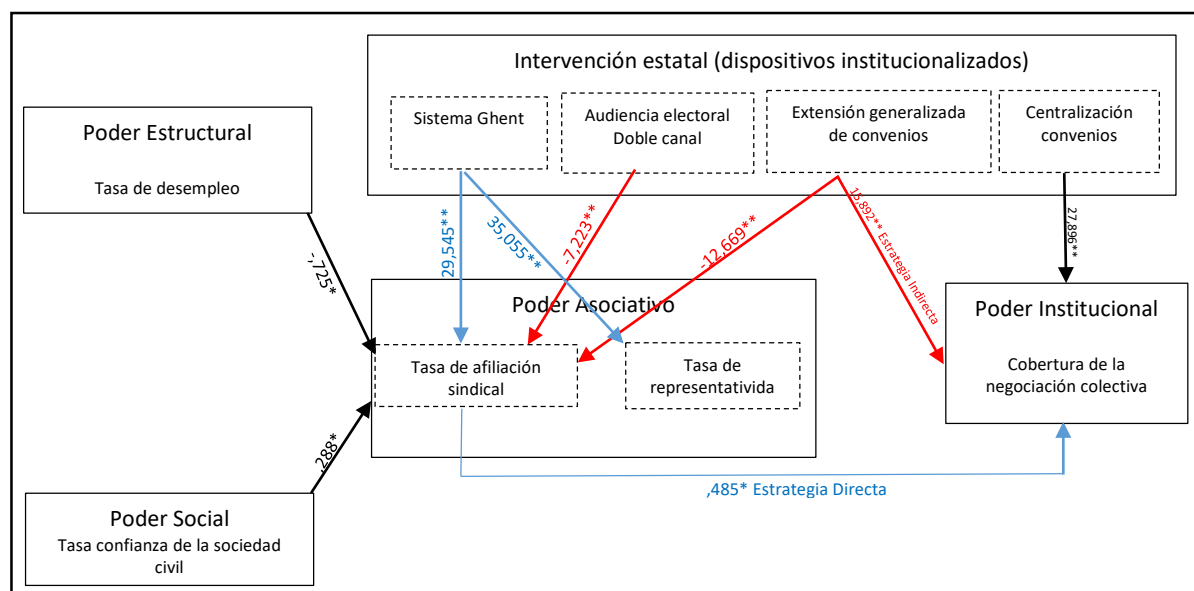 Intervención estatal (dispositivos institucionalizados)
Sistema Ghent
Audiencia electoral
Doble canal
Extensión generalizada
de convenios
Centralización
convenios
Poder Estructural
Tasa de desempleo
-,725*
29,545**
35,055**
-7,223**
-12,669**
15,892** Estrategia Indirecta
27,896**
Poder Asociativo
Tasa de afiliación
sindical
Tasa de
representativida
Poder Institucional
Cobertura de la
negociación colectiva
,288*
,485* Estrategia Directa
Poder Social
Tasa confianza de la sociedad
civil